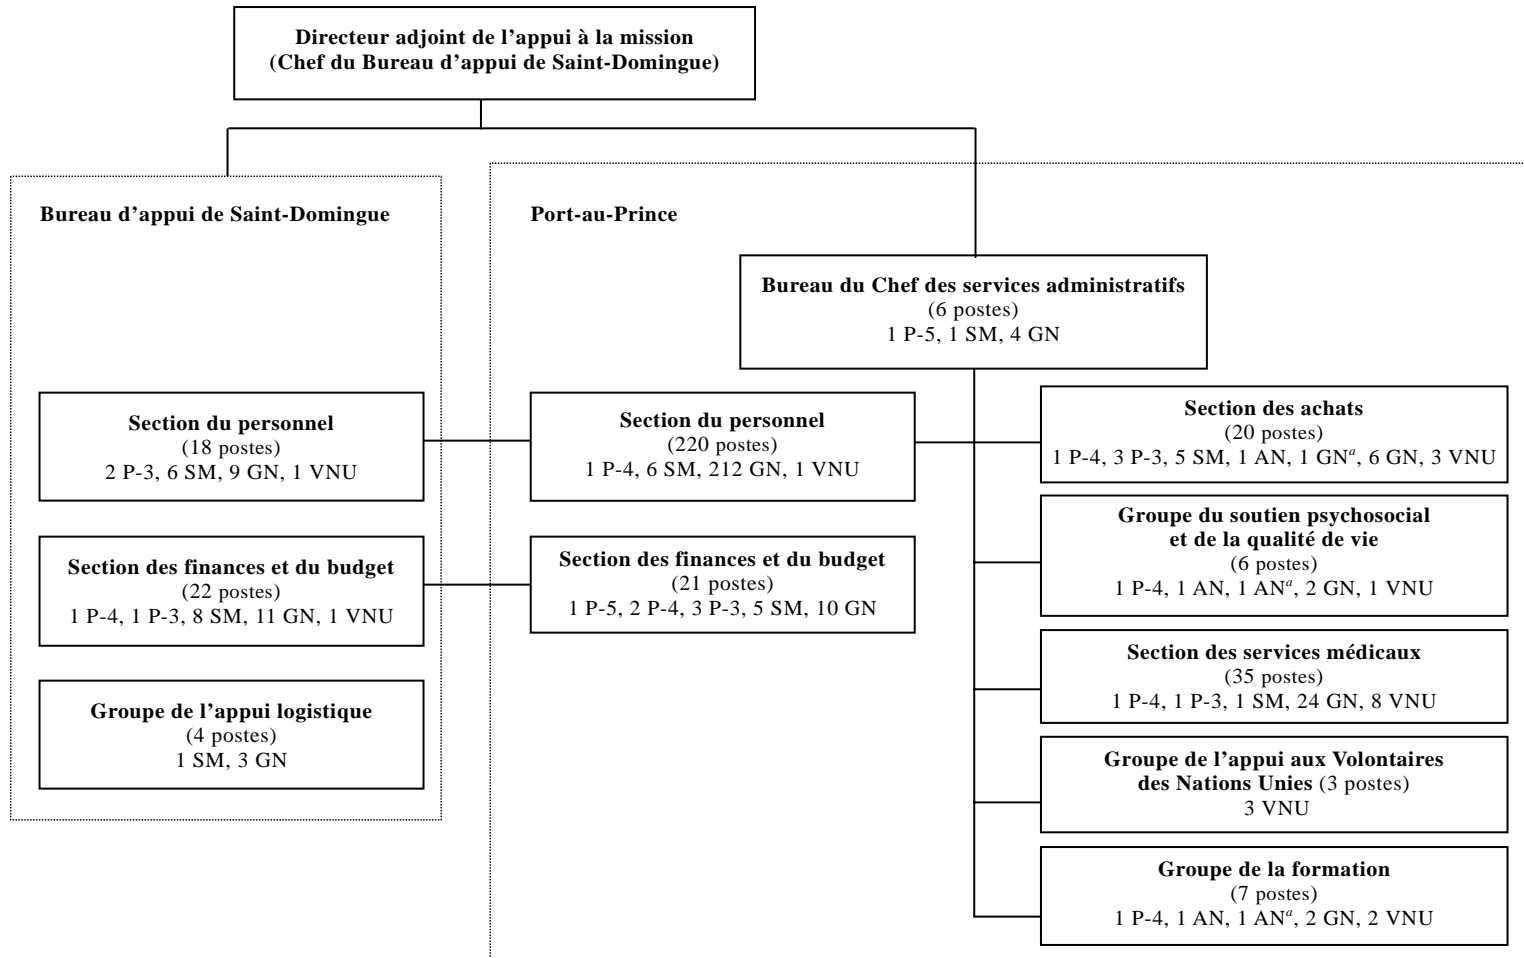 Directeur adjoint de l’appui à la mission
(Chef du Bureau d’appui de Saint-Domingue)
Bureau d’appui de Saint-Domingue
Port-au-Prince
Bureau du Chef des services administratifs
(6 postes)
1 P-5, 1 SM, 4 GN
Section du personnel
(18 postes)
2 P-3, 6 SM, 9 GN, 1 VNU
Section du personnel
(220 postes)
1 P-4, 6 SM, 212 GN, 1 VNU
Section des achats
(20 postes)
1 P-4, 3 P-3, 5 SM, 1 AN, 1 GNᵃ, 6 GN, 3 VNU
Section des finances et du budget
(22 postes)
1 P-4, 1 P-3, 8 SM, 11 GN, 1 VNU
Section des finances et du budget
(21 postes)
1 P-5, 2 P-4, 3 P-3, 5 SM, 10 GN
Groupe du soutien psychosocial
et de la qualité de vie
(6 postes)
1 P-4, 1 AN, 1 ANᵃ, 2 GN, 1 VNU
Groupe de l’appui logistique
(4 postes)
1 SM, 3 GN
Section des services médicaux
(35 postes)
1 P-4, 1 P-3, 1 SM, 24 GN, 8 VNU
Groupe de l’appui aux Volontaires
des Nations Unies (3 postes)
3 VNU
Groupe de la formation
(7 postes)
1 P-4, 1 AN, 1 ANᵃ, 2 GN, 2 VNU